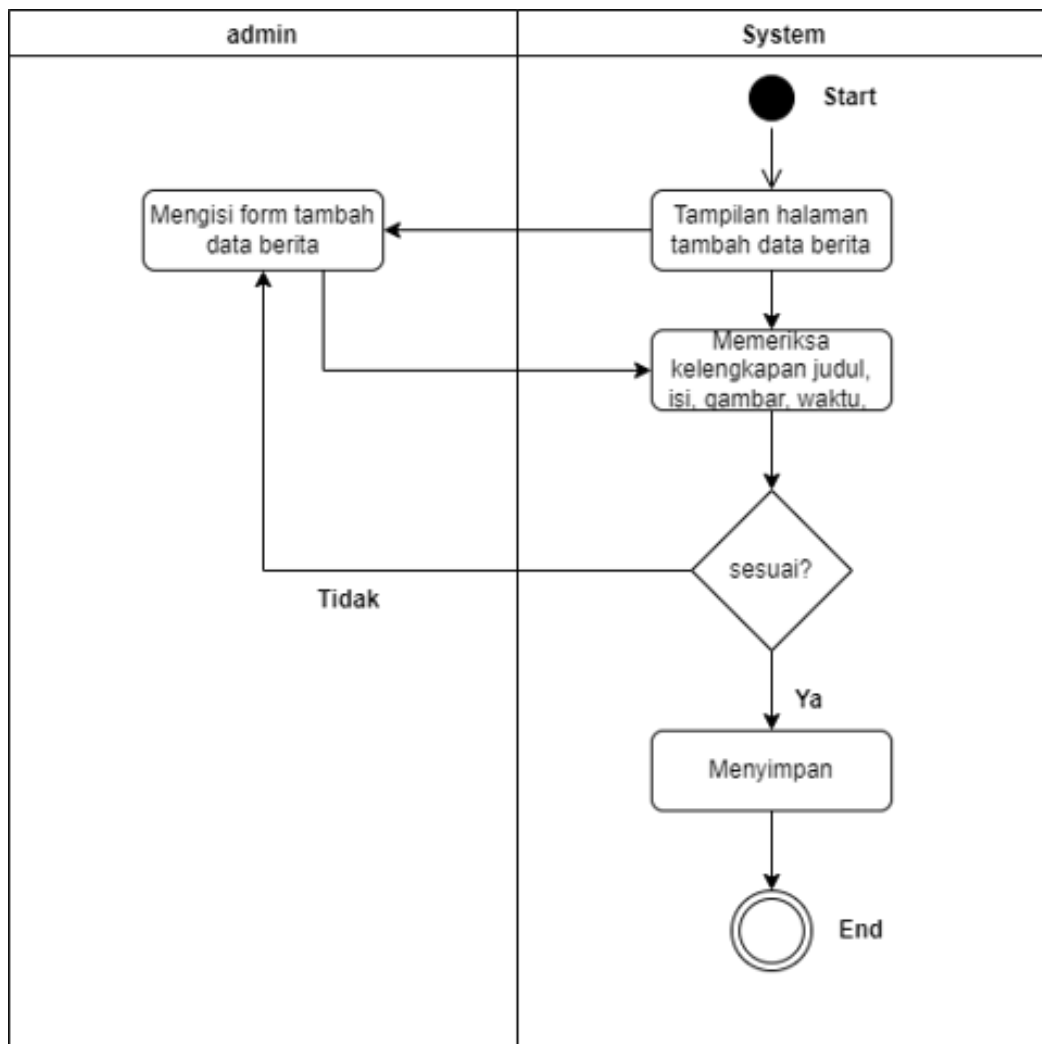 admin
System
Start
Mengisi form tambah
data berita
Tampilan halaman
tambah data berita
Memeriksa
kelengkapan judul,
isi, gambar, waktu,
sesuai?
Tidak
Ya
Menyimpan
End